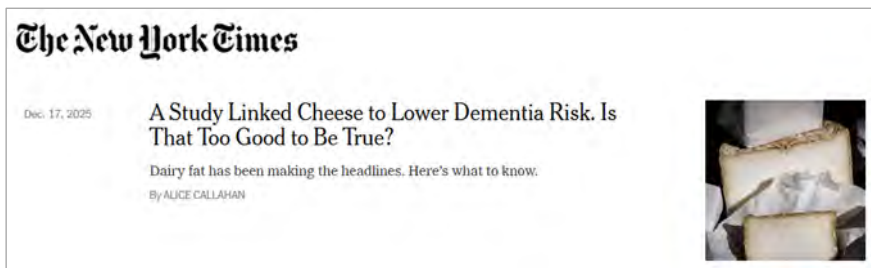 The New York Times
Dec. 17, 2025
A Study Linked Cheese to Lower Dementia Risk. Is
That Too Good to Be True?
Dairy fat has been making the headlines. Here's what to know.
By ALICE CALLAHAN